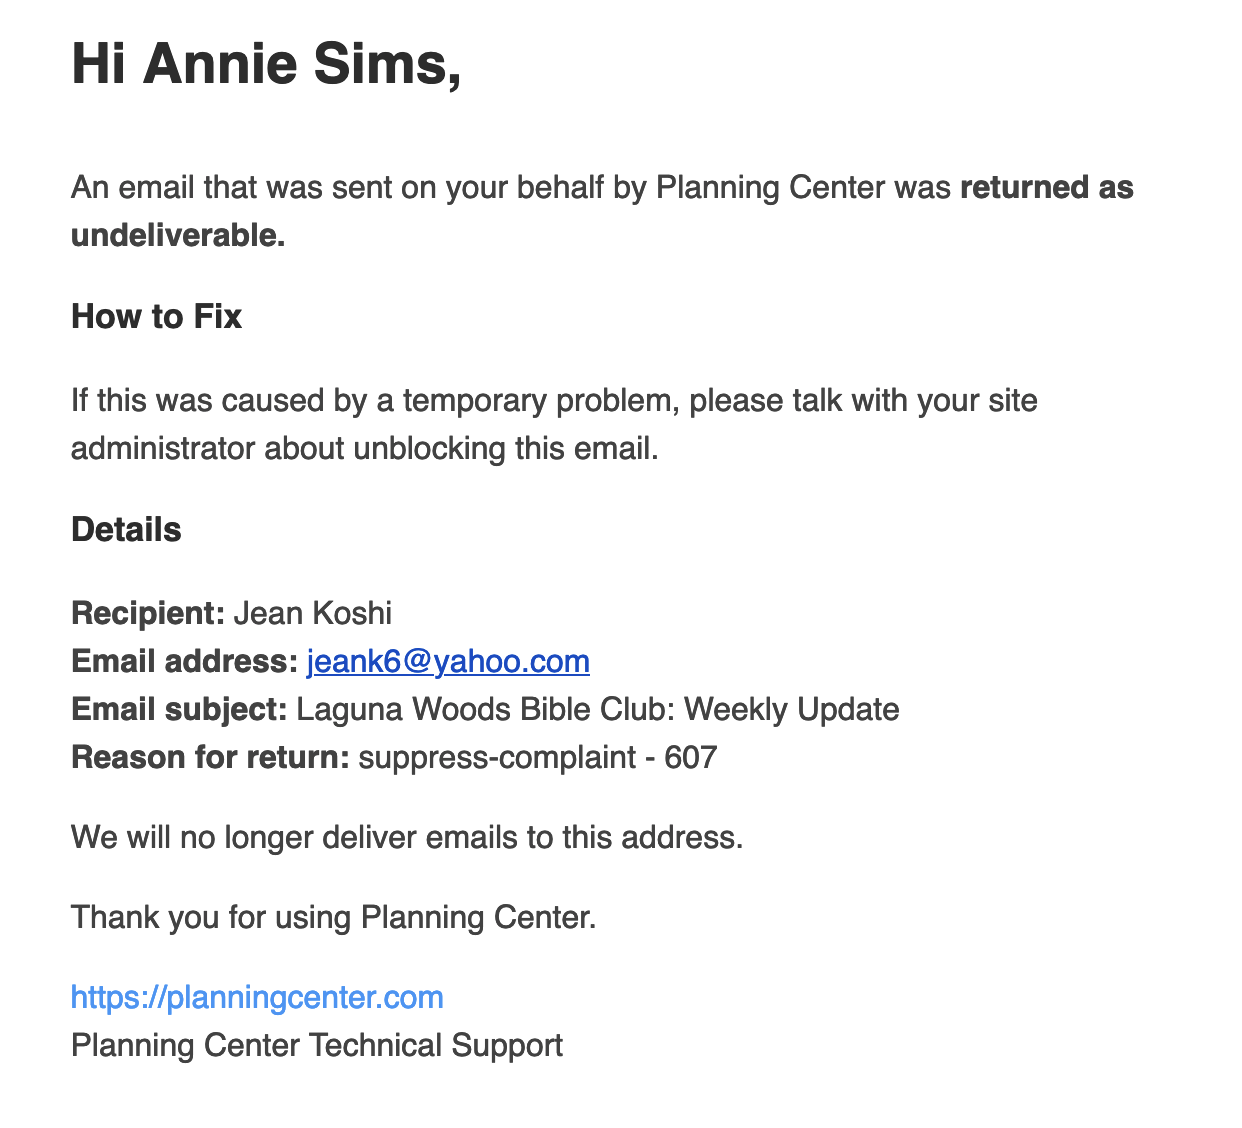 Hi Annie Sims,
An email that was sent on your behalf by Planning Center was returned as
undeliverable.
How to Fix
If this was caused by a temporary problem, please talk with your site
administrator about unblocking this email.
Details
Recipient: Jean Koshi
Email address: jeank6@yahoo.com
Email subject: Laguna Woods Bible Club: Weekly Update
Reason for return: suppress-complaint - 607
We will no longer deliver emails to this address.
Thank you for using Planning Center.
https://planningcenter.com
Planning Center Technical Support